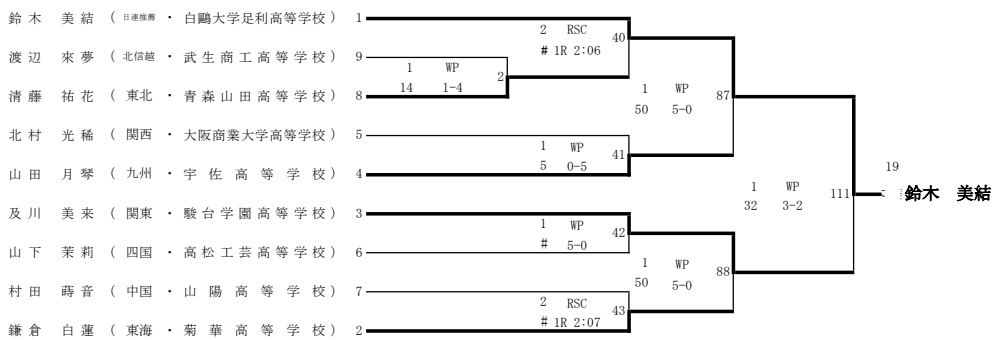 鈴木 美結 ( 日連推薦 ・ 白鷗大学足利高等学校 ) 1
2 RSC 40
# 1R 2:06
渡辺 來夢 ( 北信越 ・ 武生商工高等学校 ) 9
1 WP 2
14 1-4
清藤 祐花 ( 東北 ・ 青森山田高等学校 ) 8
1 WP 87
50 5-0
北村 光稀 ( 関西 ・ 大阪商業大学高等学校 ) 5
1 WP 41
5 0-5
山田 月琴 ( 九州 ・ 宇佐高等学校 ) 4
19
1 WP 111 鈴木 美結
32 3-2
及川 美来 ( 関東 ・ 駿台学園高等学校 ) 3
1 WP 42
# 5-0
山下 茉莉 ( 四国 ・ 高松工芸高等学校 ) 6
1 WP 88
50 5-0
村田 蒔音 ( 中国 ・ 山陽高等学校 ) 7
2 RSC 43
# 1R 2:07
鎌倉 白蓮 ( 東海 ・ 菊華高等学校 ) 2